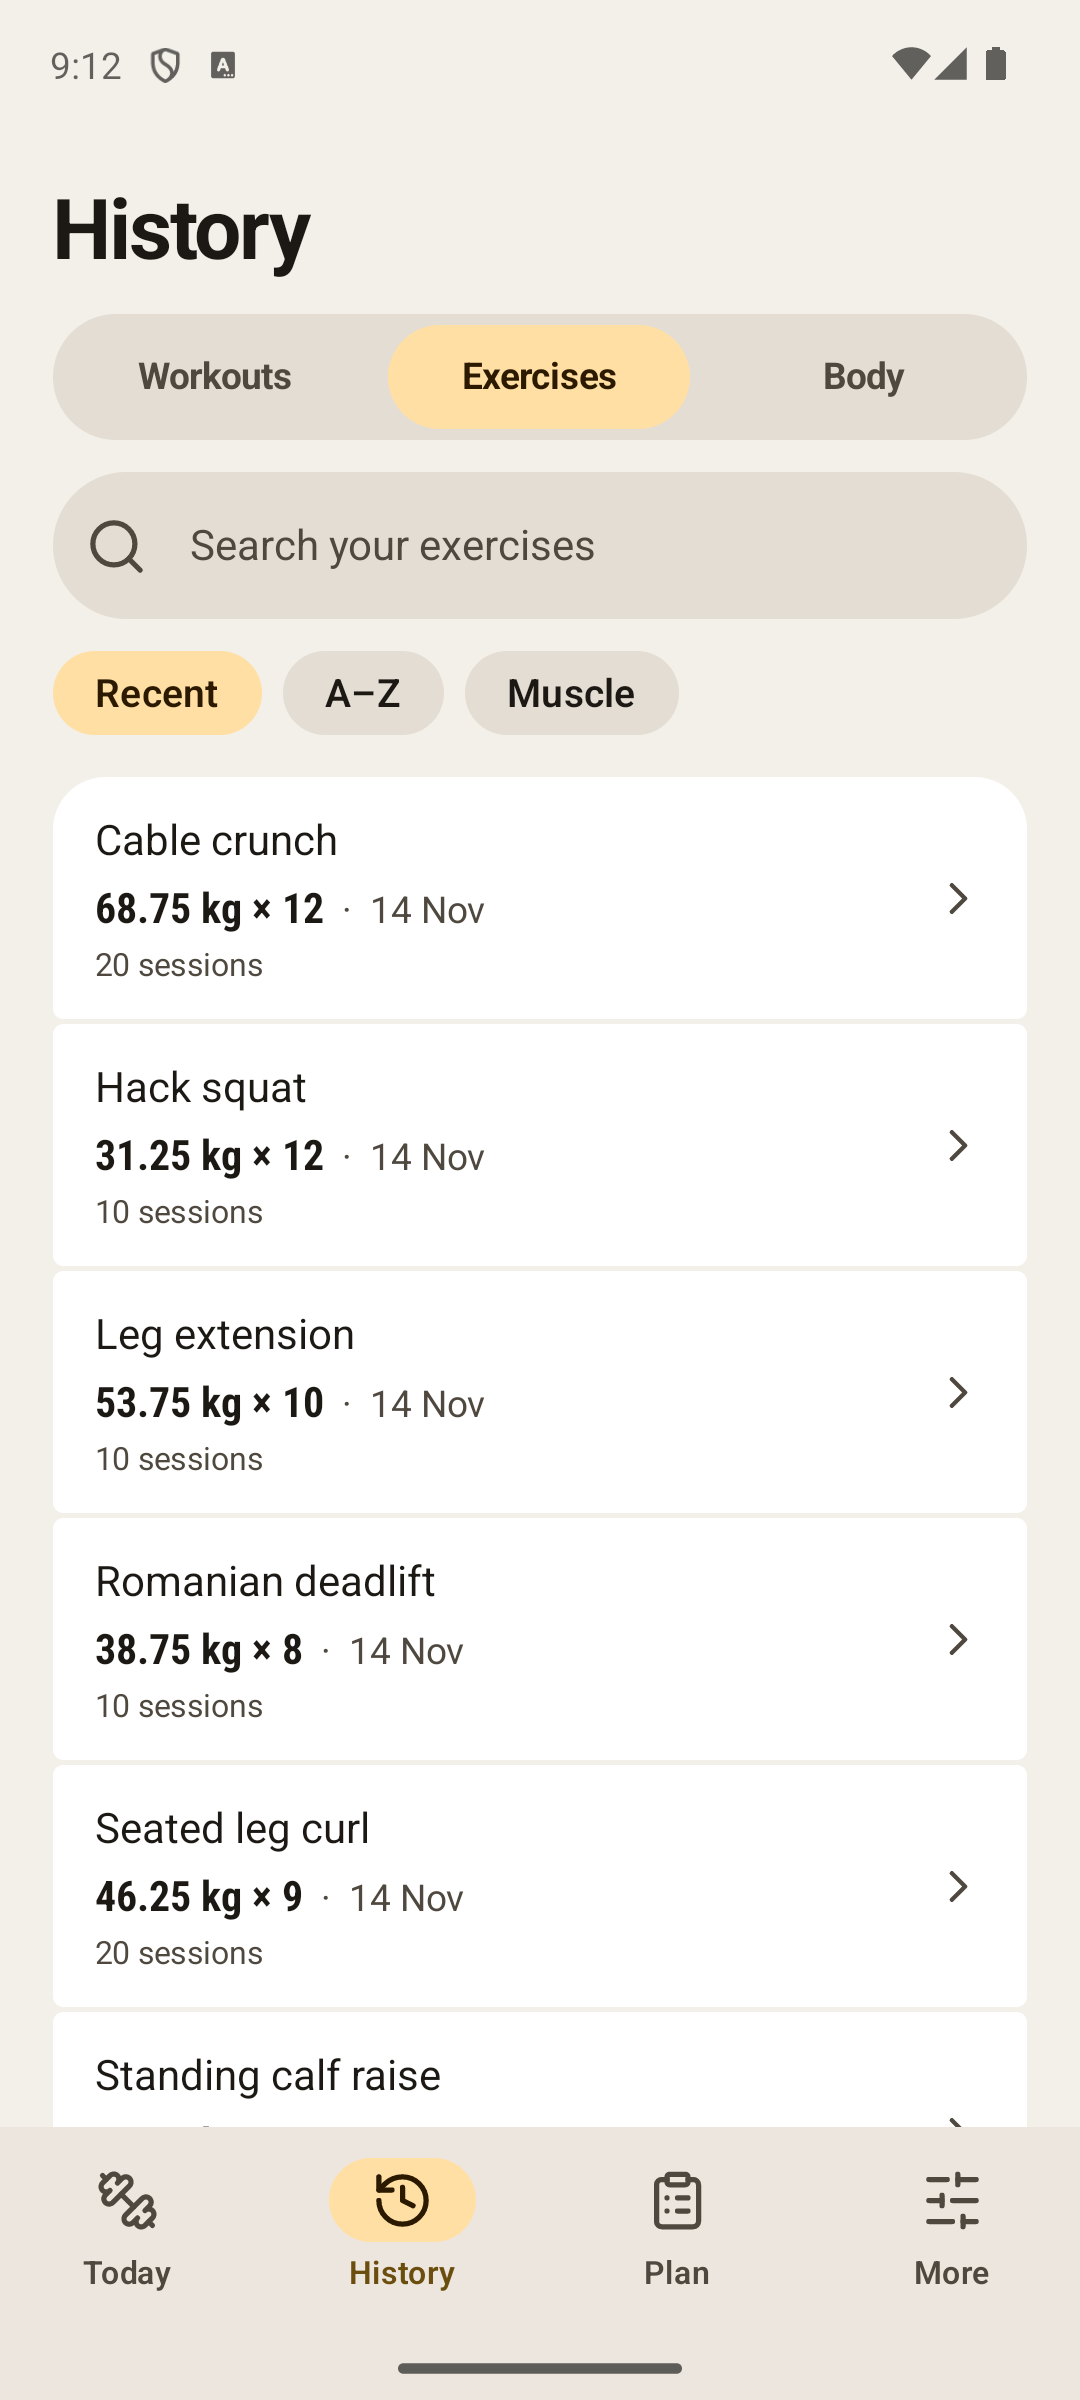 9:12
History
Workouts
Exercises
Body
Search your exercises
Recent
A–Z
Muscle
Cable crunch
68.75 kg × 12 · 14 Nov
20 sessions
Hack squat
31.25 kg × 12 · 14 Nov
10 sessions
Leg extension
53.75 kg × 10 · 14 Nov
10 sessions
Romanian deadlift
38.75 kg × 8 · 14 Nov
10 sessions
Seated leg curl
46.25 kg × 9 · 14 Nov
20 sessions
Standing calf raise
Today
History
Plan
More